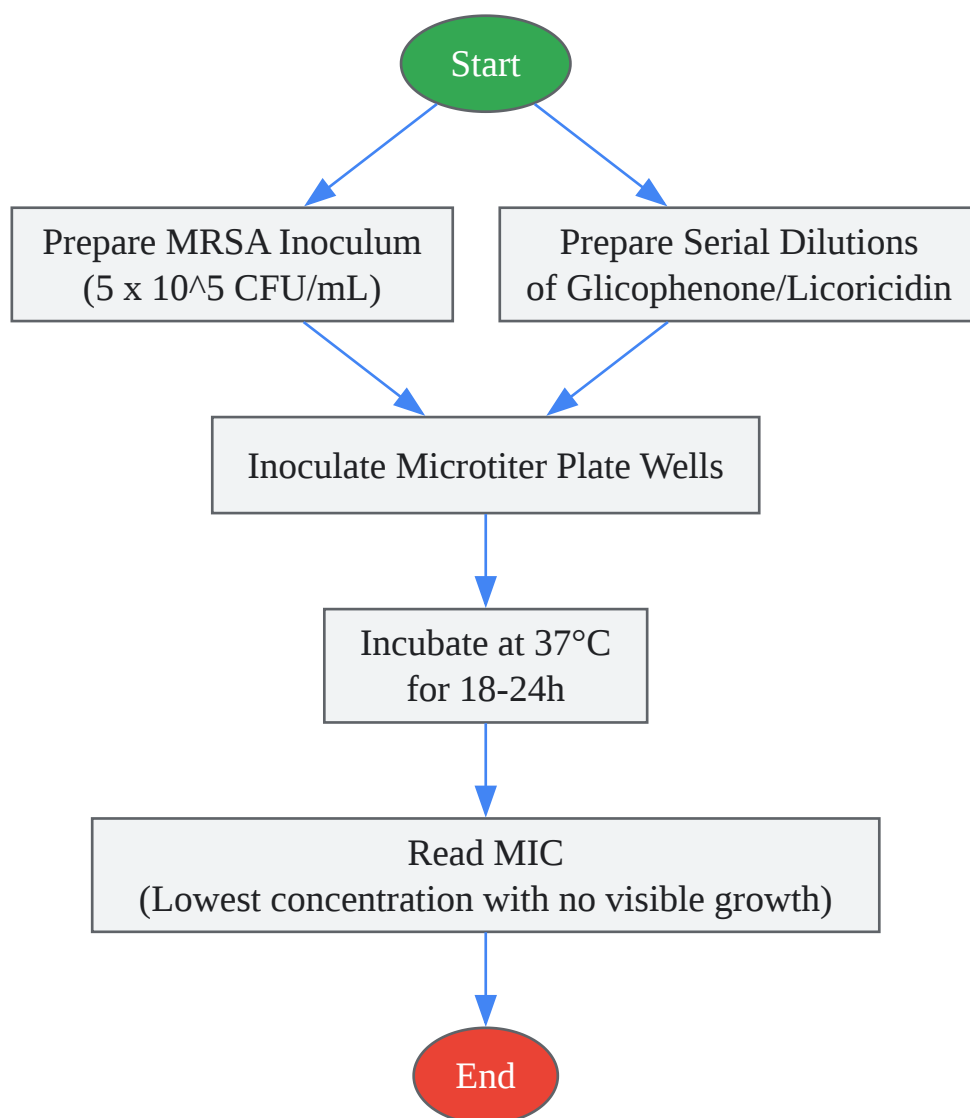 Start
Prepare MRSA Inoculum
(5 x 10^5 CFU/mL)
Prepare Serial Dilutions
of Glicophenone/Licoricidin
Inoculate Microtiter Plate Wells
Incubate at 37°C
for 18-24h
Read MIC
(Lowest concentration with no visible growth)
End